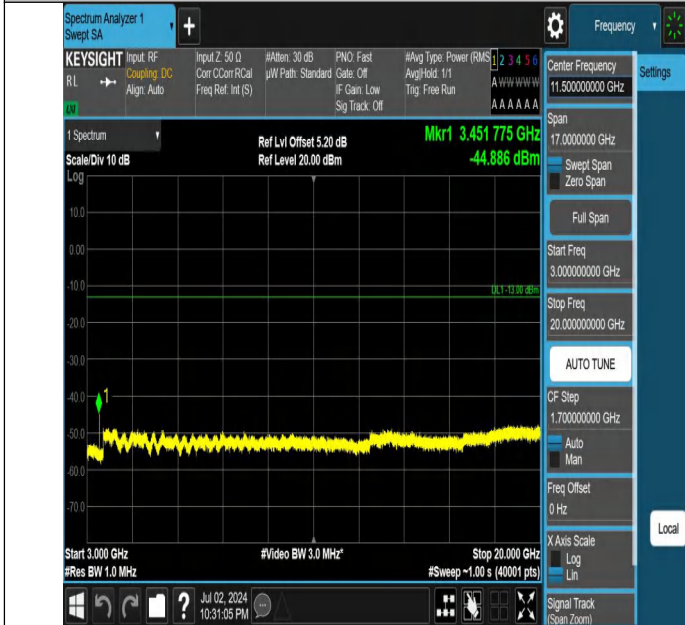 Spectrum Analyzer 1
Swept SA
+
Frequency
KEYSIGHT
RL
Input: RF
Coupling: DC
Align: Auto
Input Z: 50 Ω
Corr CCorr RCal
Freq Ref: Int (S)
#Atten: 30 dB
µW Path: Standard
PNO: Fast
Gate: Off
IF Gain: Low
Sig Track: Off
#Avg Type: Power (RMS
Avg|Hold: 1/1
Trig: Free Run
1 2 3 4 5 6
A W W W W W
A A A A A A
1 Spectrum
Scale/Div 10 dB
Log
Ref Lvl Offset 5.20 dB
Ref Level 20.00 dBm
Mkr1 3.451 775 GHz
-44.886 dBm
10.0
0.00
-10.0
-20.0
-30.0
-40.0
-50.0
-60.0
-70.0
DL1 -13.00 dBm
1
Start 3.000 GHz
#Res BW 1.0 MHz
#Video BW 3.0 MHz*
Stop 20.000 GHz
#Sweep ~1.00 s (40001 pts)
?
Jul 02, 2024
10:31:05 PM
Center Frequency
11.50000000 GHz
Settings
Span
17.0000000 GHz
Swept Span
Zero Span
Full Span
Start Freq
3.000000000 GHz
Stop Freq
20.000000000 GHz
AUTO TUNE
CF Step
1.700000000 GHz
Auto
Man
Freq Offset
0 Hz
X Axis Scale
Log
Lin
Signal Track
(Span Zoom)
Local